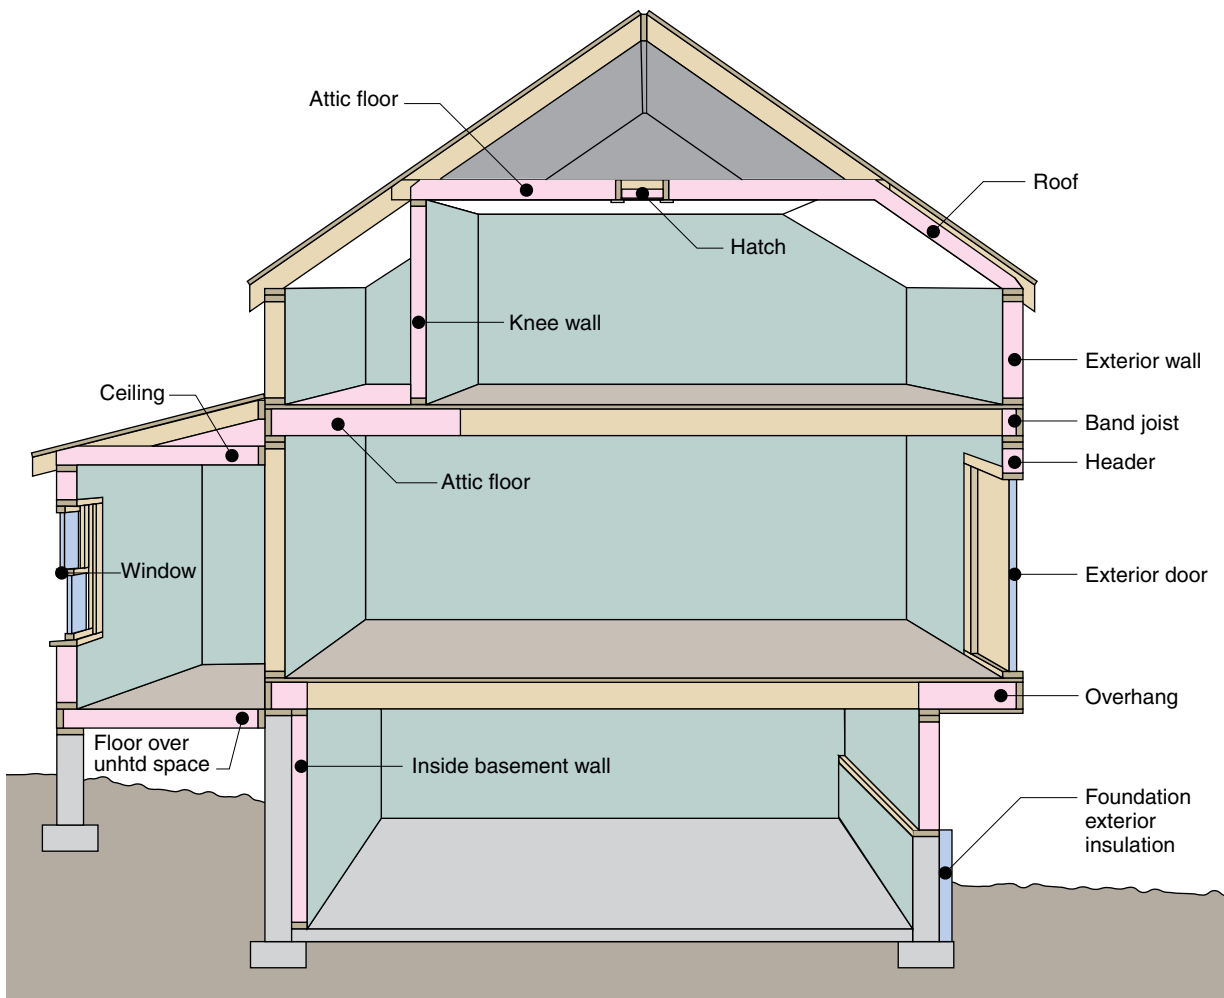 Attic floor
Roof
Hatch
Knee wall
Exterior wall
Ceiling
Band joist
Header
Attic floor
Window
Exterior door
Overhang
Floor over
unhtd space
Inside basement wall
Foundation
exterior
insulation